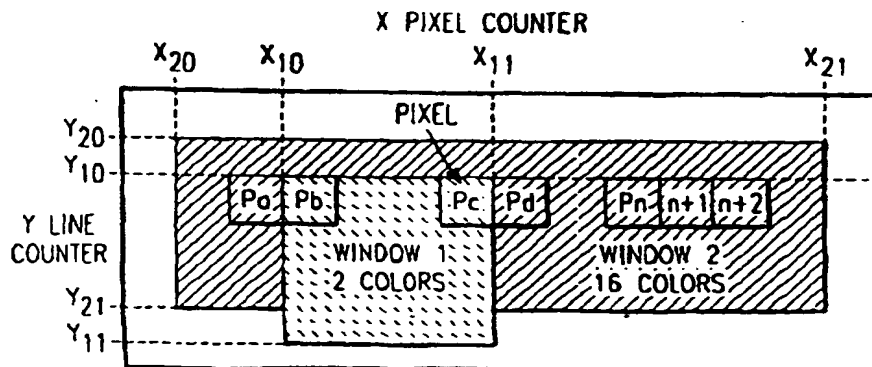 X PIXEL COUNTER
X20 X10 X11 X21
Y20
PIXEL
Y10
Pa Pb Pc Pd Pn n+1 n+2
Y LINE
COUNTER
WINDOW 1
2 COLORS
WINDOW 2
16 COLORS
Y21
Y11